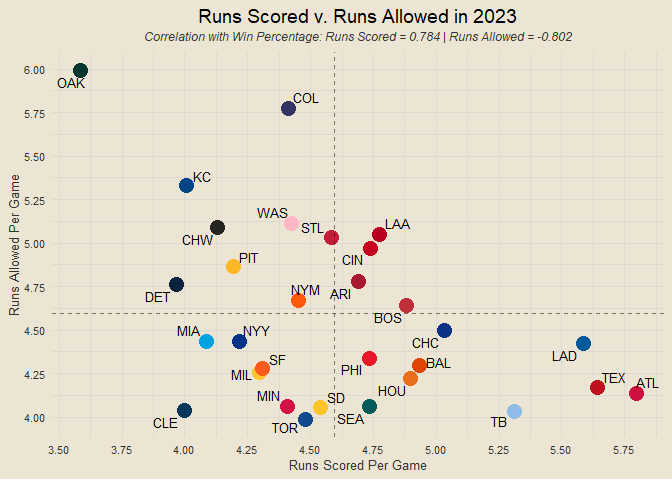 Runs Scored v. Runs Allowed in 2023
Correlation with Win Percentage: Runs Scored = 0.784 | Runs Allowed = -0.802
6.00
OAK
COL
5.75
5.50
KC
5.25
WAS
LAA
STL
CHW
5.00
CIN
PIT
4.75
DET
NYM
ARI
BOS
4.50
MIA
NYY
CHC
LAD
SF
BAL
PHI
4.25
MIL
TEX
ATL
HOU
MIN
SD
4.00
CLE
SEA
TB
TOR
Runs Allowed Per Game
3.50 3.75 4.00 4.25 4.50 4.75 5.00 5.25 5.50 5.75
Runs Scored Per Game